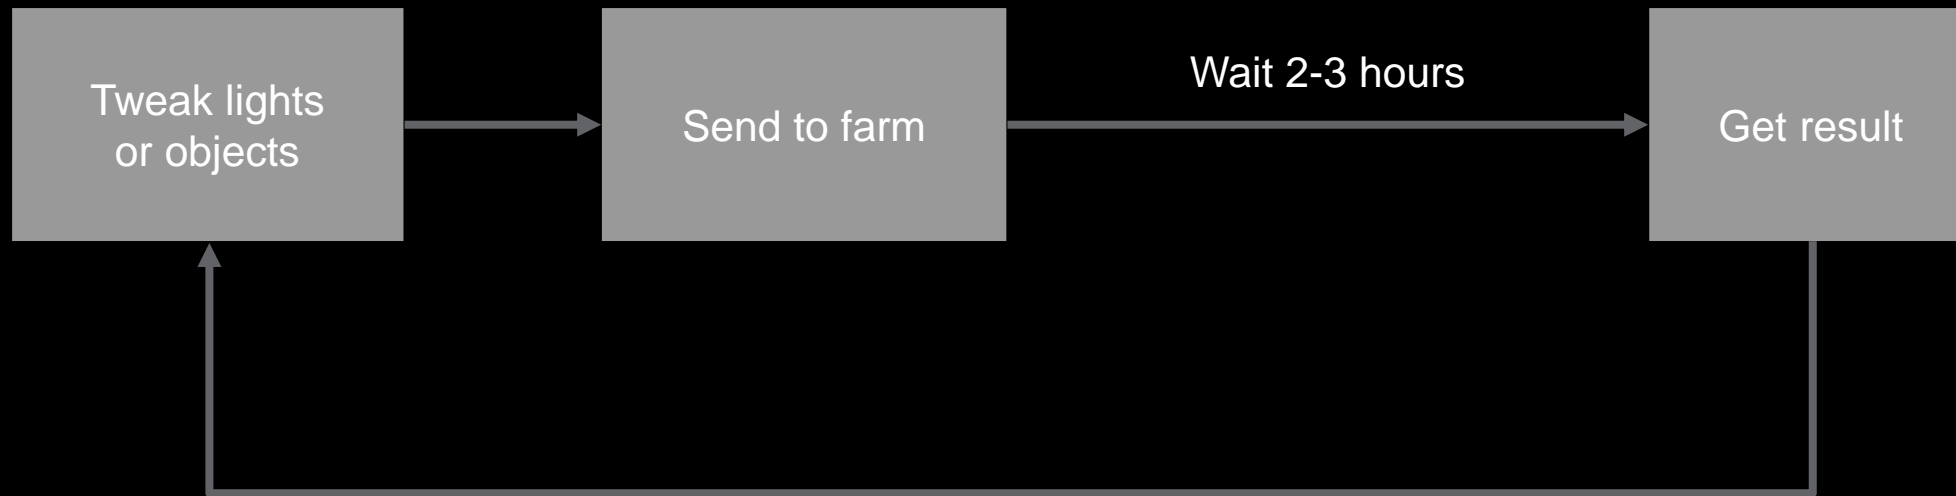 Tweak lights
or objects
Send to farm
Wait 2-3 hours
Get result